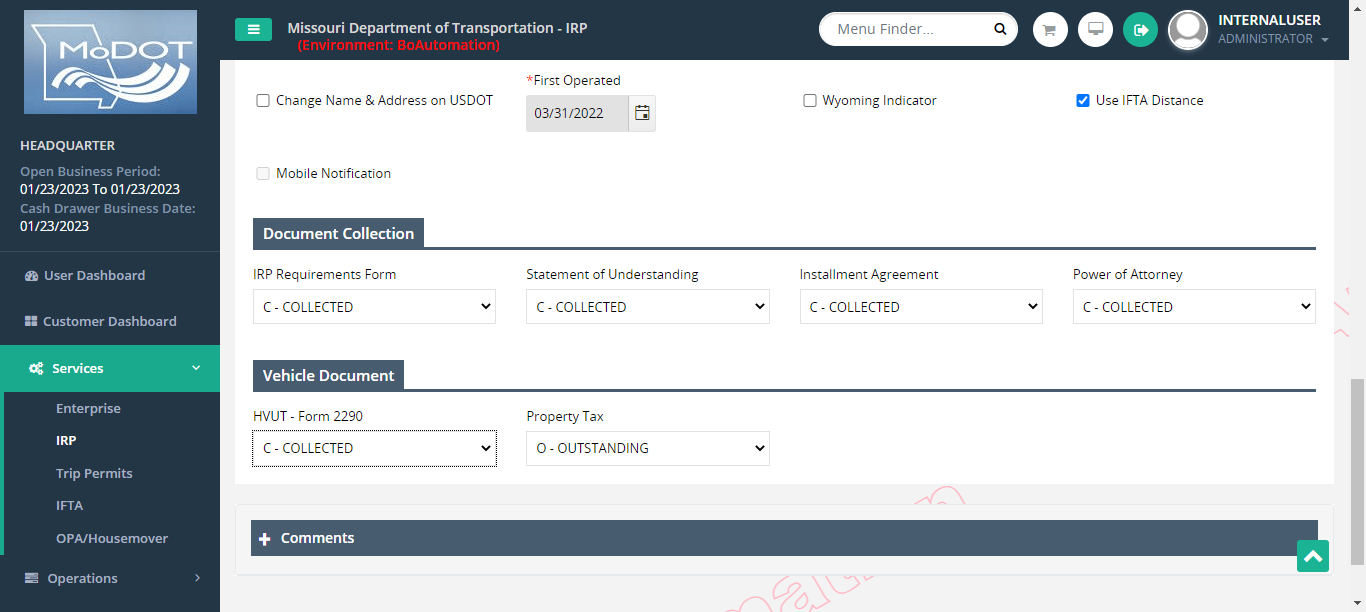 MoDOT
Missouri Department of Transportation - IRP
(Environment: BoAutomation)
Menu Finder...
INTERNALUSER
ADMINISTRATOR
HEADQUARTER
Open Business Period:
01/23/2023 To 01/23/2023
Cash Drawer Business Date:
01/23/2023
User Dashboard
Customer Dashboard
Services
Enterprise
IRP
Trip Permits
IFTA
OPA/Housemover
Operations
Change Name & Address on USDOT
*First Operated
03/31/2022
Wyoming Indicator
Use IFTA Distance
Mobile Notification
Document Collection
IRP Requirements Form
Statement of Understanding
Installment Agreement
Power of Attorney
C - COLLECTED
C - COLLECTED
C - COLLECTED
C - COLLECTED
Vehicle Document
HVUT - Form 2290
Property Tax
C - COLLECTED
O - OUTSTANDING
Comments